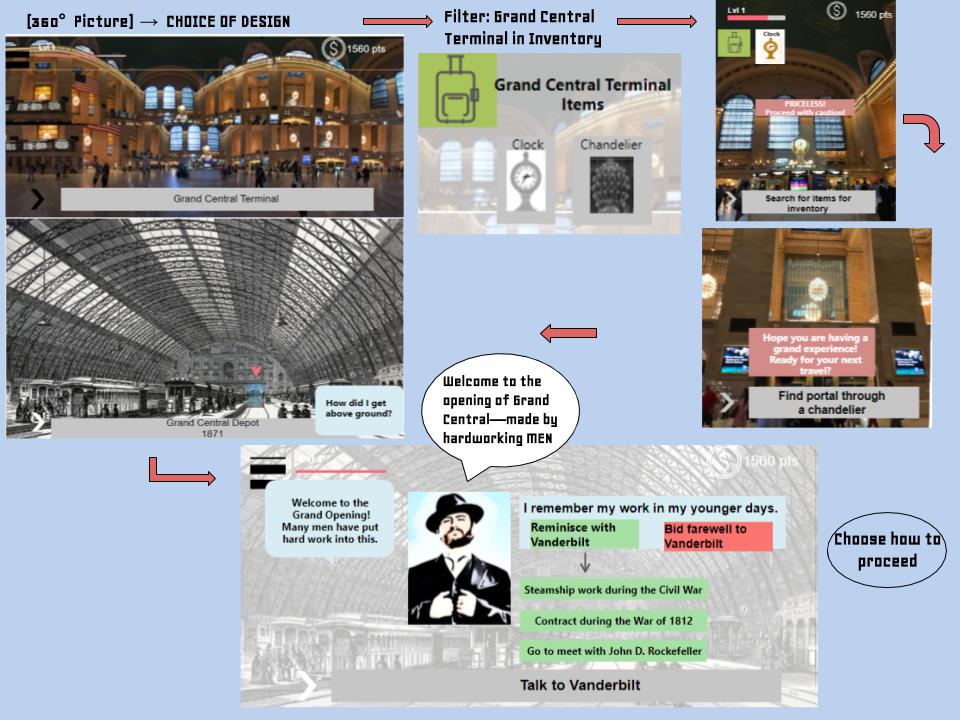 [360° Picture] → CHOICE OF DESIGN
Filter: Grand Central
Terminal in Inventory
Lvl 1
1560 pts
Grand Central Terminal
Grand Central Terminal
Items
Clock
Chandelier
Lvl 1
1560 pts
Clock
PRICELESS!
Proceed with caution!
Search for items for
inventory
Hope you are having a
grand experience!
Ready for your next
travel?
Find portal through
a chandelier
How did I get
above ground?
Grand Central Depot
1871
Welcome to the
opening of Grand
Central—made by
hardworking MEN
Lvl 1
1560 pts
Welcome to the
Grand Opening!
Many men have put
hard work into this.
I remember my work in my younger days.
Reminisce with
Vanderbilt
Bid farewell to
Vanderbilt
Steamship work during the Civil War
Contract during the War of 1812
Go to meet with John D. Rockefeller
Talk to Vanderbilt
Choose how to
proceed